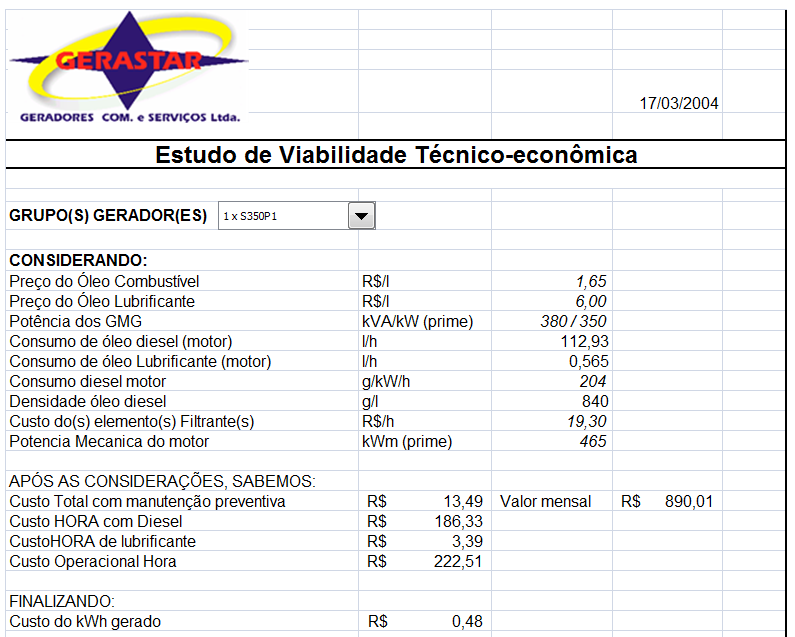 GERASTAR
GERADORES COM. e SERVIÇOS Ltda.
17/03/2004
Estudo de Viabilidade Técnico-econômica
GRUPO(S) GERADOR(ES) 1 x S350P1
CONSIDERANDO:
Preço do Óleo Combustível R$/l 1,65
Preço do Óleo Lubrificante R$/l 6,00
Potência dos GMG kVA/kW (prime) 380 / 350
Consumo de óleo diesel (motor) l/h 112,93
Consumo de óleo Lubrificante (motor) l/h 0,565
Consumo diesel motor g/kW/h 204
Densidade óleo diesel g/l 840
Custo do(s) elemento(s) Filtrante(s) R$/h 19,30
Potencia Mecanica do motor kWm (prime) 465
APÓS AS CONSIDERAÇÕES, SABEMOS:
Custo Total com manutenção preventiva R$ 13,49 Valor mensal R$ 890,01
Custo HORA com Diesel R$ 186,33
CustoHORA de lubrificante R$ 3,39
Custo Operacional Hora R$ 222,51
FINALIZANDO:
Custo do kWh gerado R$ 0,48